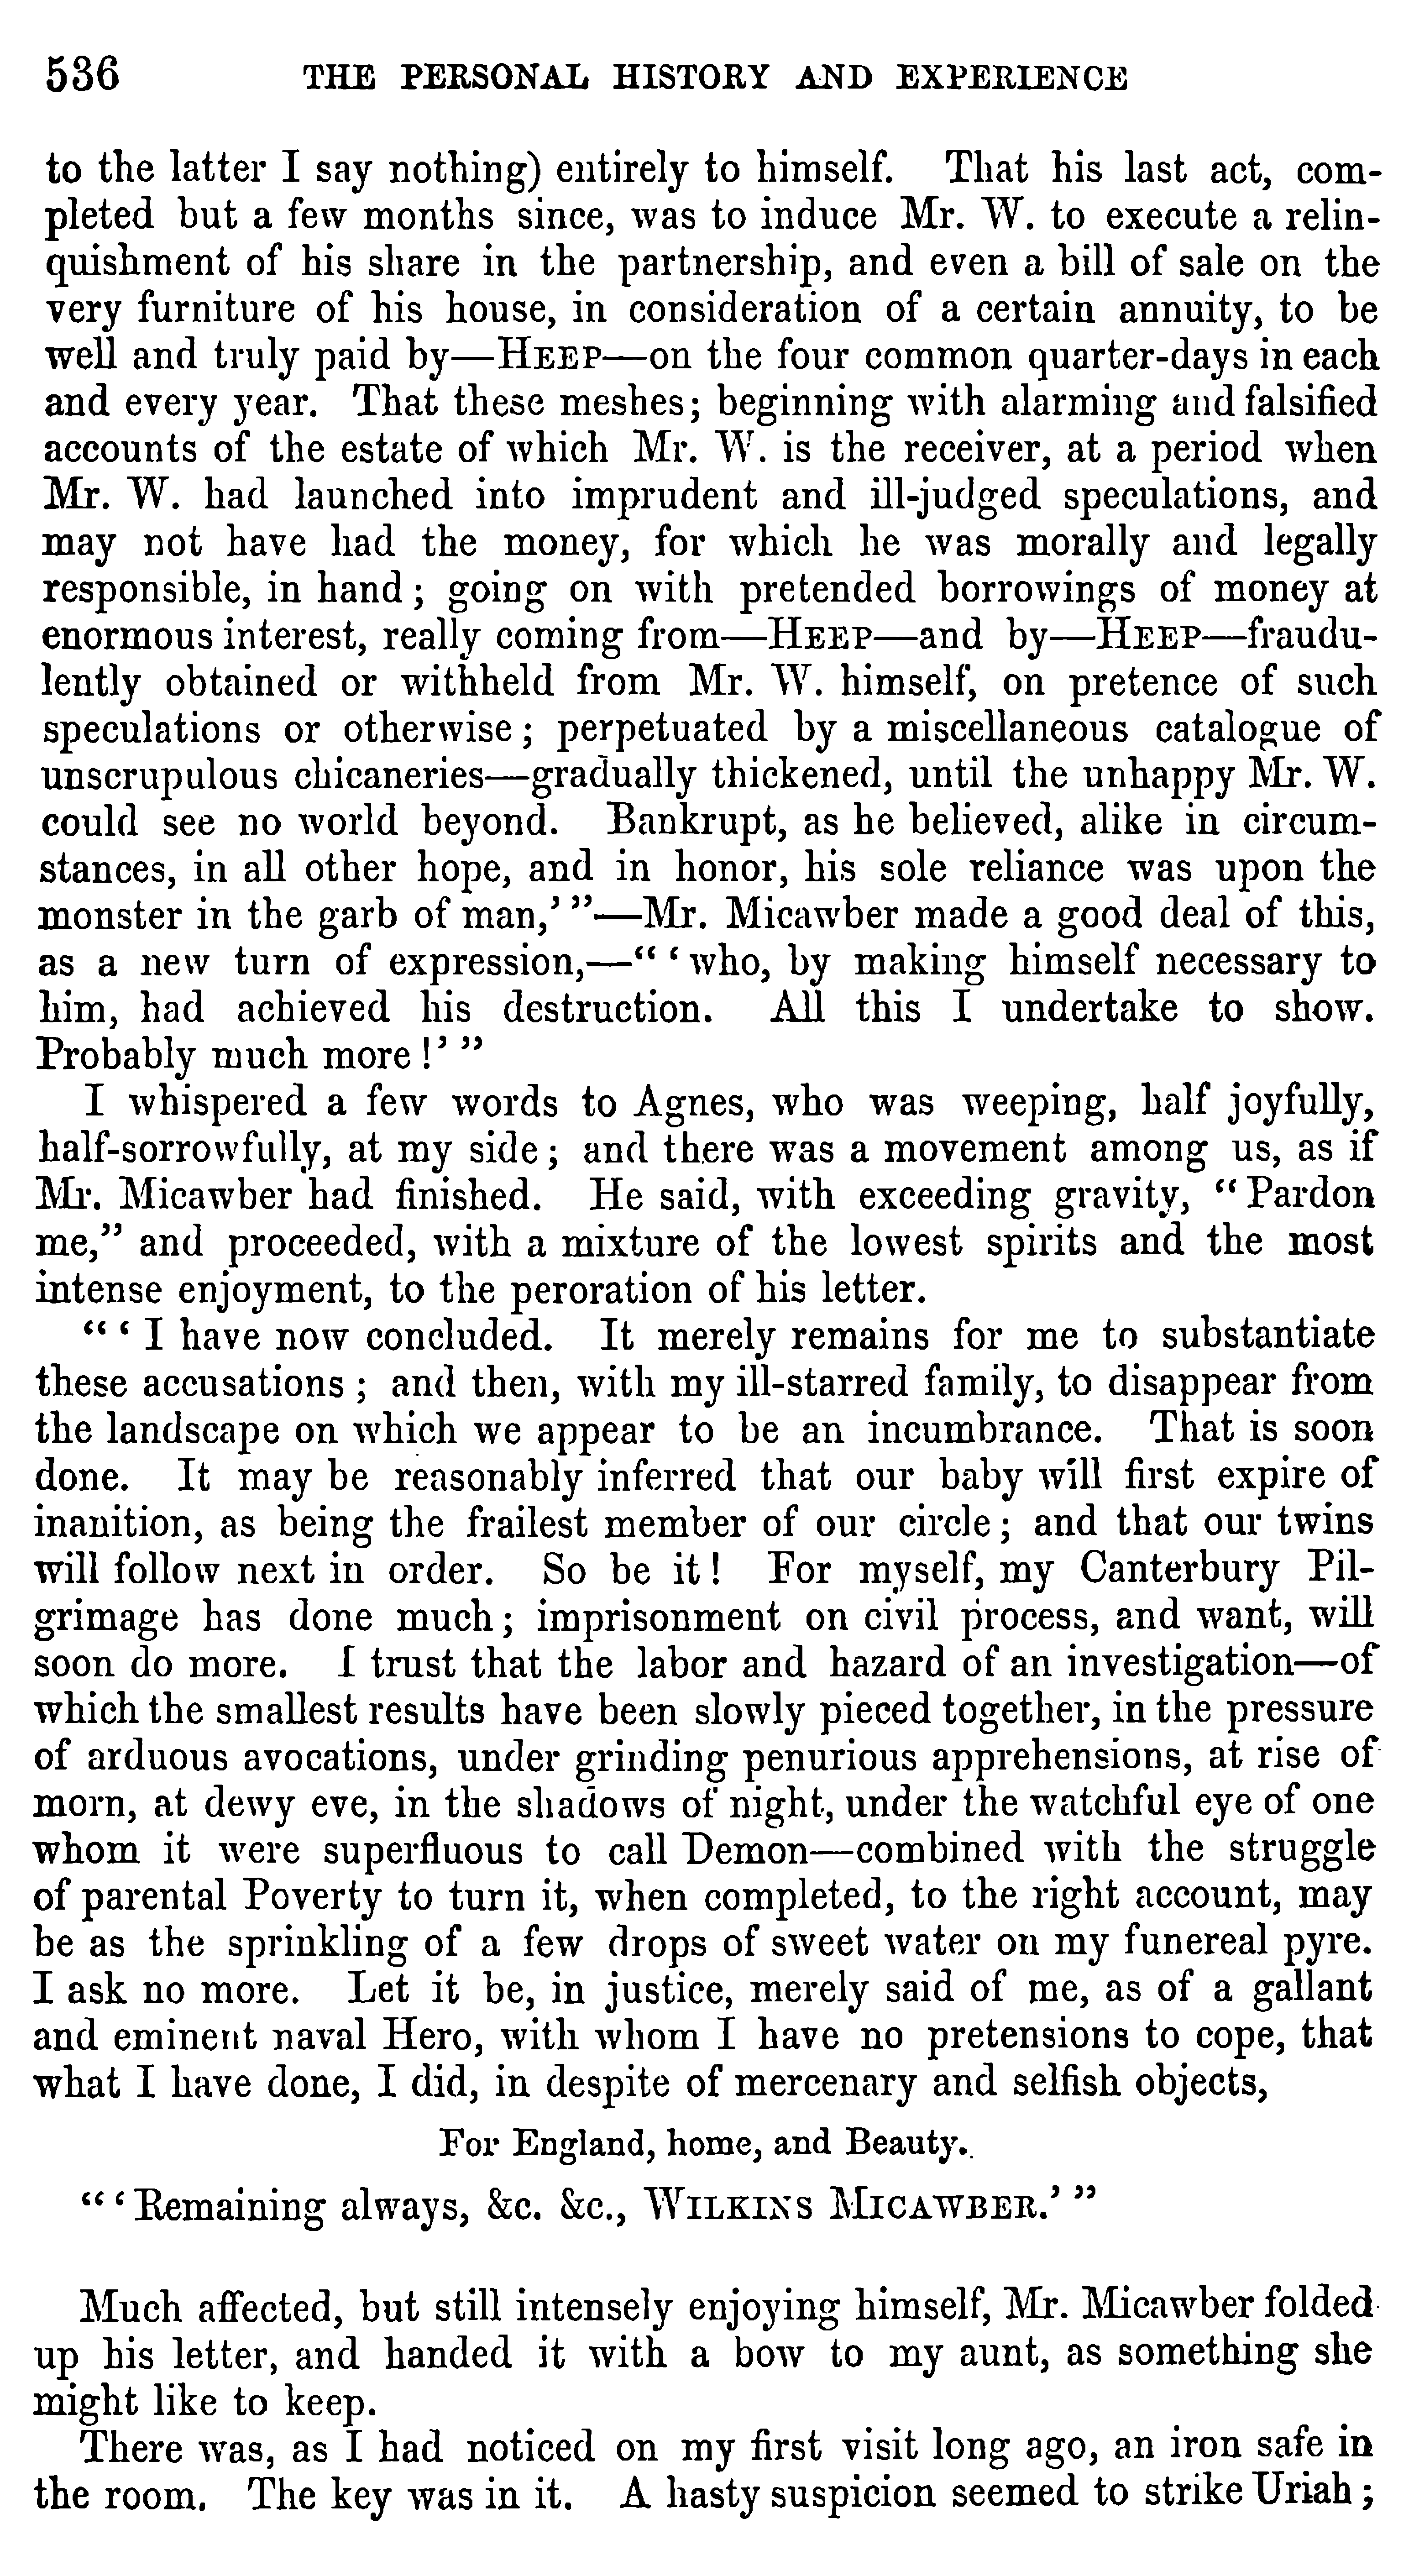 536 THE PERSONAL HISTORY AND EXPERIENCE
to the latter I say nothing) entirely to himself. That his last act, com-
pleted but a few months since, was to induce Mr. W. to execute a relin-
quishment of his share in the partnership, and even a bill of sale on the
very furniture of his house, in consideration of a certain annuity, to be
well and truly paid by—HEEP—on the four common quarter-days in each
and every year. That these meshes; beginning with alarming and falsified
accounts of the estate of which Mr. W. is the receiver, at a period when
Mr. W. had launched into imprudent and ill-judged speculations, and
may not have had the money, for which he was morally and legally
responsible, in hand; going on with pretended borrowings of money at
enormous interest, really coming from—HEEP—and by—HEEP—fraudu-
lently obtained or withheld from Mr. W. himself, on pretence of such
speculations or otherwise; perpetuated by a miscellaneous catalogue of
unscrupulous chicaneries—gradually thickened, until the unhappy Mr. W.
could see no world beyond. Bankrupt, as he believed, alike in circum-
stances, in all other hope, and in honor, his sole reliance was upon the
monster in the garb of man,’ ”—Mr. Micawber made a good deal of this,
as a new turn of expression,—“ ‘ who, by making himself necessary to
him, had achieved his destruction. All this I undertake to show.
Probably much more!’ ”
I whispered a few words to Agnes, who was weeping, half joyfully,
half-sorrowfully, at my side; and there was a movement among us, as if
Mr. Micawber had finished. He said, with exceeding gravity, “Pardon
me,” and proceeded, with a mixture of the lowest spirits and the most
intense enjoyment, to the peroration of his letter.
“ ‘ I have now concluded. It merely remains for me to substantiate
these accusations; and then, with my ill-starred family, to disappear from
the landscape on which we appear to be an incumbrance. That is soon
done. It may be reasonably inferred that our baby will first expire of
inanition, as being the frailest member of our circle; and that our twins
will follow next in order. So be it! For myself, my Canterbury Pil-
grimage has done much; imprisonment on civil process, and want, will
soon do more. I trust that the labor and hazard of an investigation—of
which the smallest results have been slowly pieced together, in the pressure
of arduous avocations, under grinding penurious apprehensions, at rise of
morn, at dewy eve, in the shadows of night, under the watchful eye of one
whom it were superfluous to call Demon—combined with the struggle
of parental Poverty to turn it, when completed, to the right account, may
be as the sprinkling of a few drops of sweet water on my funereal pyre.
I ask no more. Let it be, in justice, merely said of me, as of a gallant
and eminent naval Hero, with whom I have no pretensions to cope, that
what I have done, I did, in despite of mercenary and selfish objects,
For England, home, and Beauty.
“ ‘ Remaining always, &c. &c., WILKINS MICAWBER.’ ”
Much affected, but still intensely enjoying himself, Mr. Micawber folded
up his letter, and handed it with a bow to my aunt, as something she
might like to keep.
There was, as I had noticed on my first visit long ago, an iron safe in
the room. The key was in it. A hasty suspicion seemed to strike Uriah;